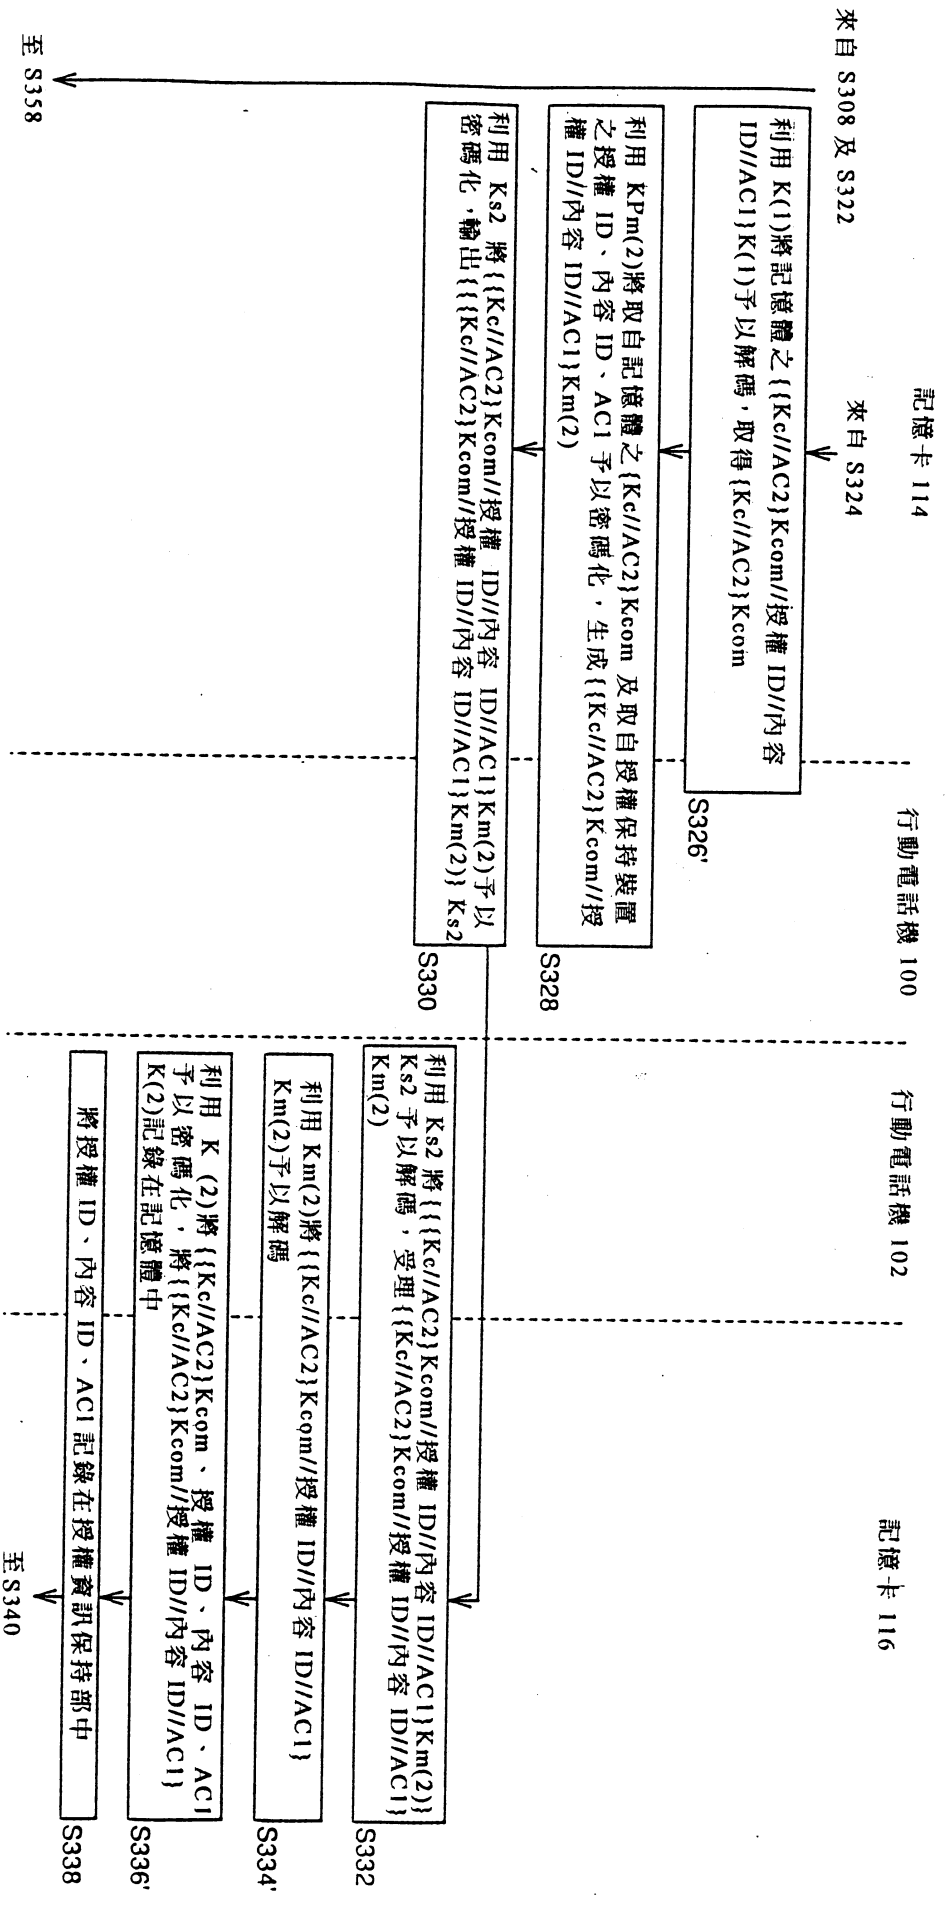 記憶卡 114
行動電話機 100
行動電話機 102
記憶卡 116
來自 S308 及 S322
來自 S324
利用 K(1)將記憶體之{{Kc//AC2}Kcom//授權 ID//內容
ID//AC1}K(1)予以解碼，取得{Kc//AC2}Kcom
S326'
利用 KPm(2)將取自記憶體之{Kc//AC2}Kcom 及取自授權保持裝置
之授權 ID、內容 ID、AC1 予以密碼化，生成{{Kc//AC2}Kcom//授
權 ID//內容 ID//AC1}Km(2)
S328
利用 Ks2 將{{Kc//AC2}Kcom//授權 ID//內容 ID//AC1}Km(2)予以
密碼化，輸出{{{Kc//AC2}Kcom//授權 ID//內容 ID//AC1}Km(2)} Ks2
S330
至 S358
利用 Ks2 將{{{Kc//AC2}Kcom//授權 ID//內容 ID//AC1}Km(2)}
Ks2 予以解碼，受理{{Kc//AC2}Kcom//授權 ID//內容 ID//AC1}
Km(2)
S332
利用 Km(2)將{{Kc//AC2}Kcom//授權 ID//內容 ID//AC1}
Km(2)予以解碼
S334'
利用 K (2)將{{Kc//AC2}Kcom、授權 ID、內容 ID、AC1
予以密碼化，將{{Kc//AC2}Kcom//授權 ID//內容 ID//AC1}
K(2)記錄在記憶體中
S336'
將授權 ID、內容 ID、AC1 記錄在授權資訊保持部中
S338
至 S340